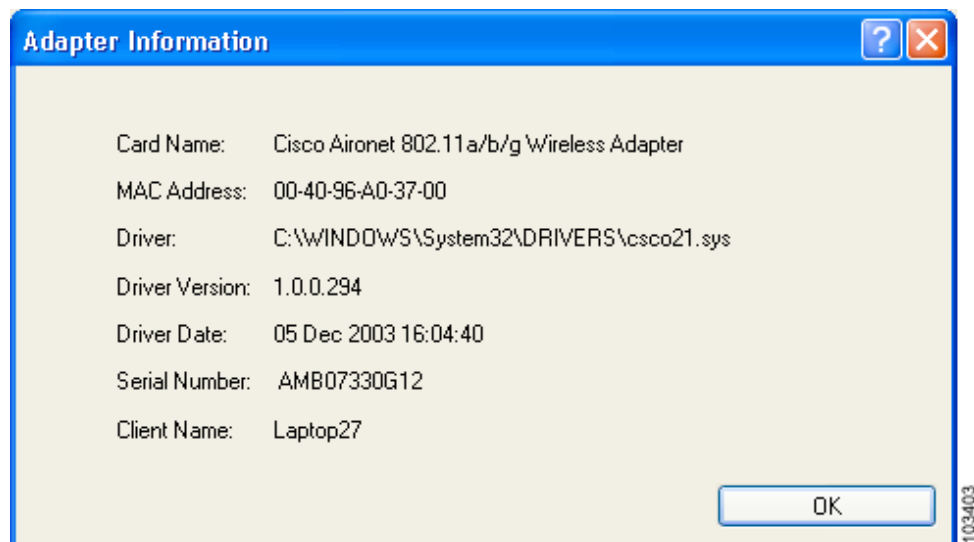 Adapter Information
Card Name: Cisco Aironet 802.11a/b/g Wireless Adapter
MAC Address: 00-40-96-A0-37-00
Driver: C:\WINDOWS\System32\DRIVERS\csco21.sys
Driver Version: 1.0.0.294
Driver Date: 05 Dec 2003 16:04:40
Serial Number: AMB07330G12
Client Name: Laptop27
OK
103403